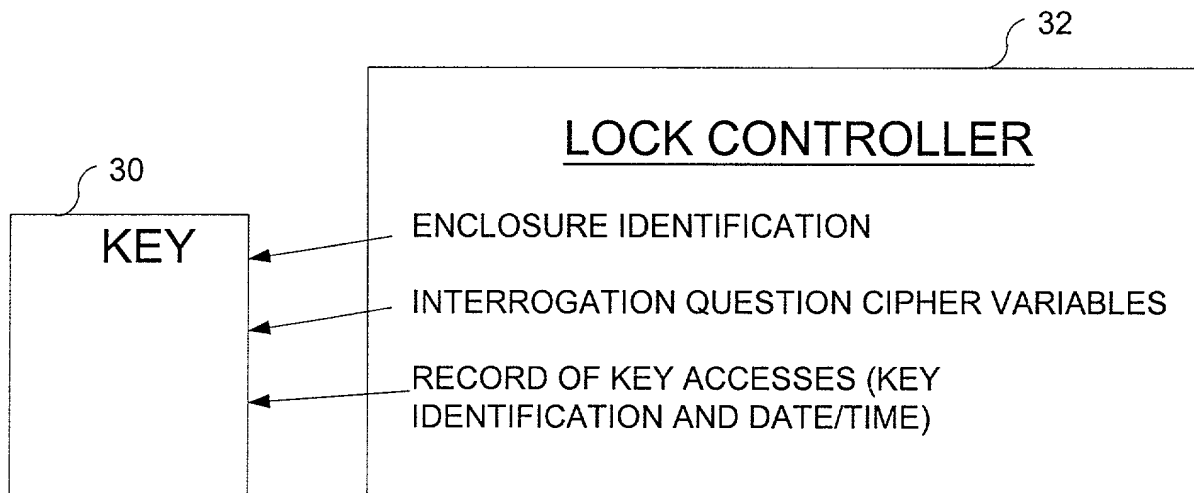 32
LOCK CONTROLLER
30
KEY
ENCLOSURE IDENTIFICATION
INTERROGATION QUESTION CIPHER VARIABLES
RECORD OF KEY ACCESSES (KEY
IDENTIFICATION AND DATE/TIME)